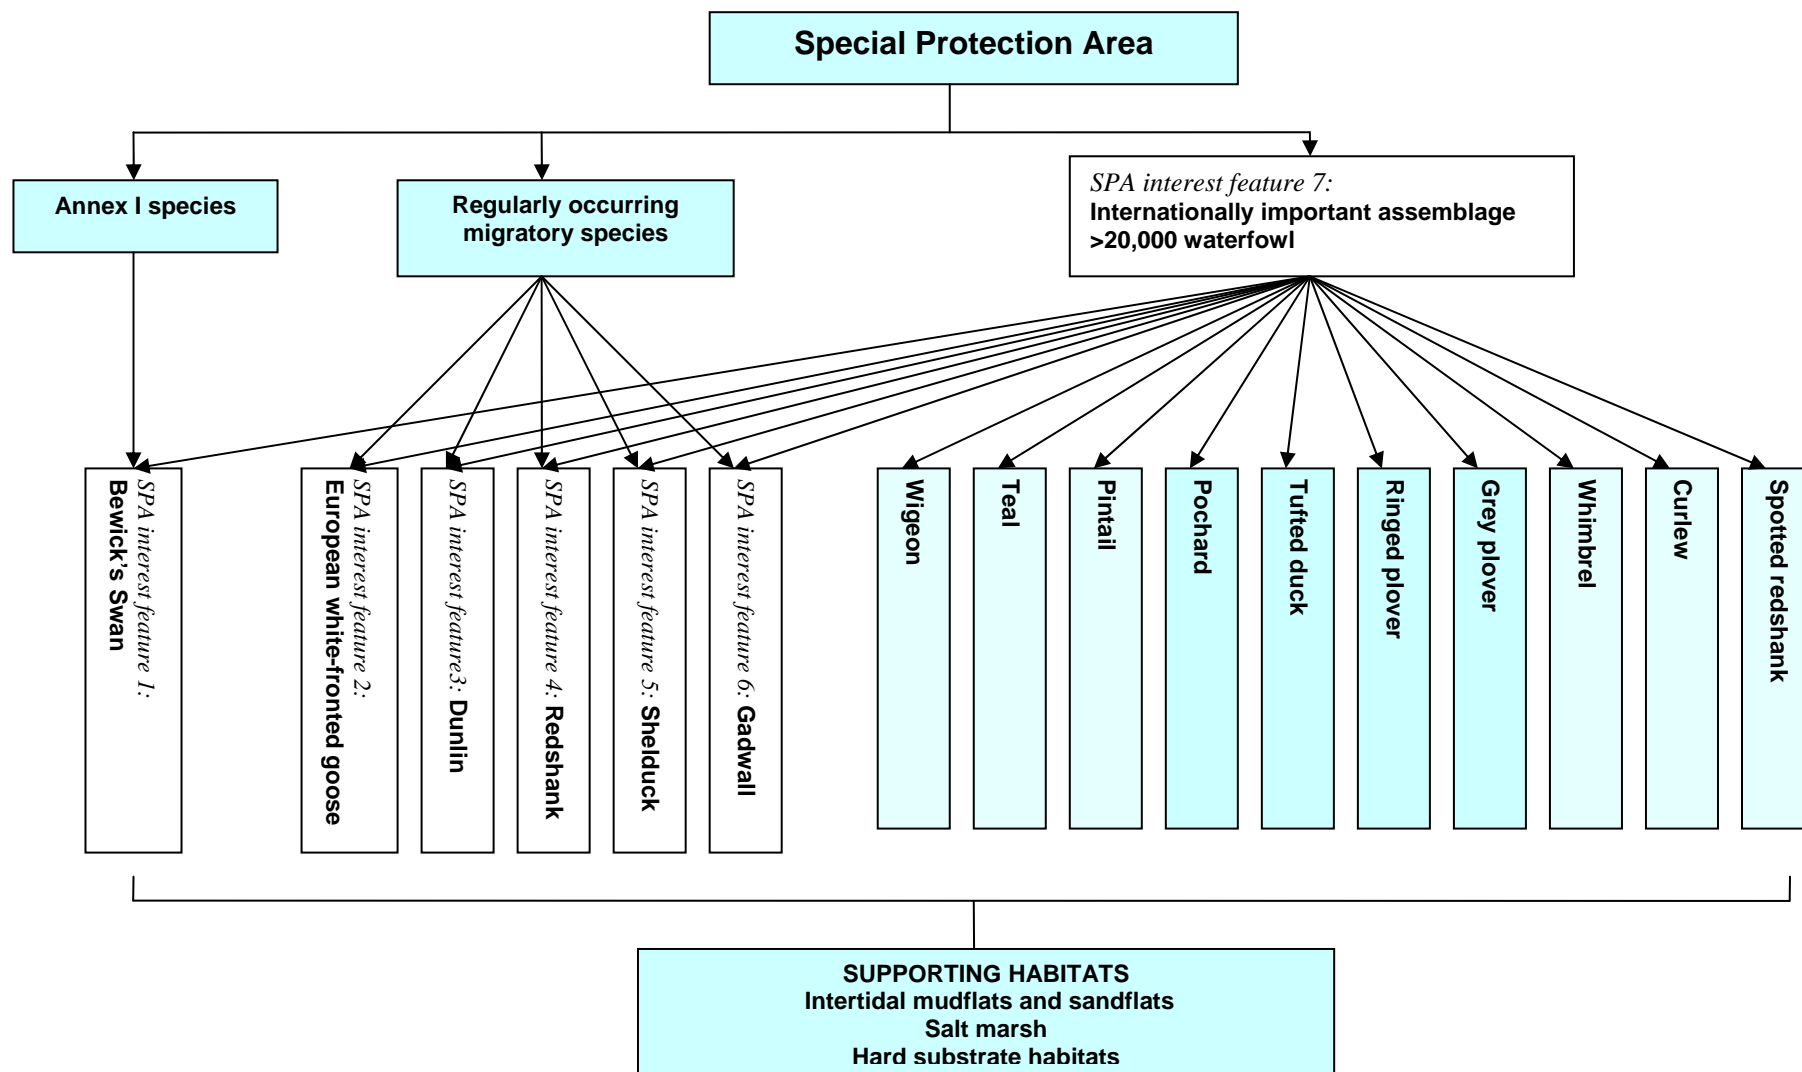 Special Protection Area
Annex I species
Regularly occurring
migratory species
SPA interest feature 7:
Internationally important assemblage
>20,000 waterfowl
SPA interest feature 1:
Bewick's Swan
SPA interest feature 2:
European white-fronted goose
SPA interest feature3: Dunlin
SPA interest feature 4: Redshank
SPA interest feature 5: Shelduck
SPA interest feature 6: Gadwall
Wigeon
Teal
Pintail
Pochard
Tufted duck
Ringed plover
Grey plover
Whimbrel
Curlew
Spotted redshank
SUPPORTING HABITATS
Intertidal mudflats and sandflats
Salt marsh
Hard substrate habitats